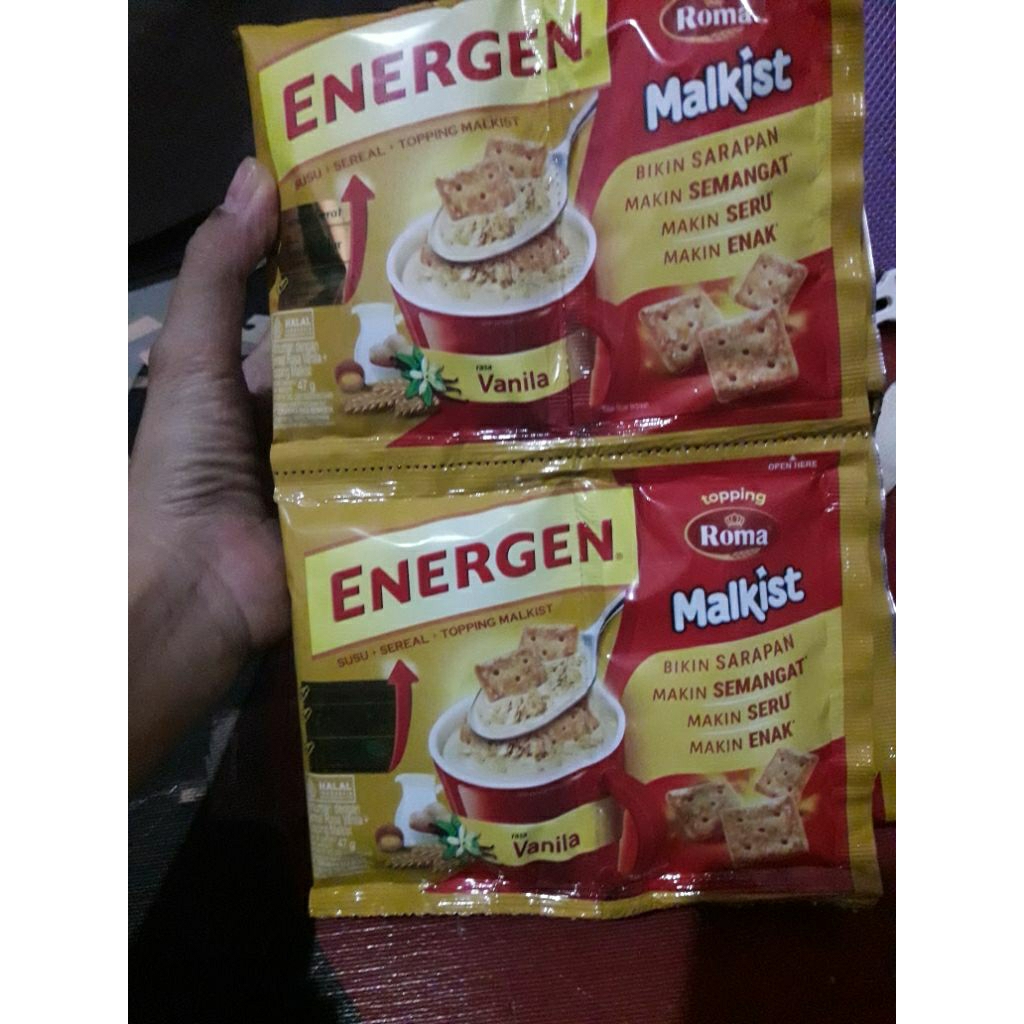 ENERGEN
SUSU • SEREAL • TOPPING MALKIST
Roma
Malkist
BIKIN SARAPAN
MAKIN SEMANGAT
MAKIN SERU
MAKIN ENAK
HALAL
47 g
rasa
Vanila
OPEN HERE
ENERGEN
SUSU • SEREAL • TOPPING MALKIST
topping
Roma
Malkist
BIKIN SARAPAN
MAKIN SEMANGAT
MAKIN SERU
MAKIN ENAK
HALAL
47 g
rasa
Vanila